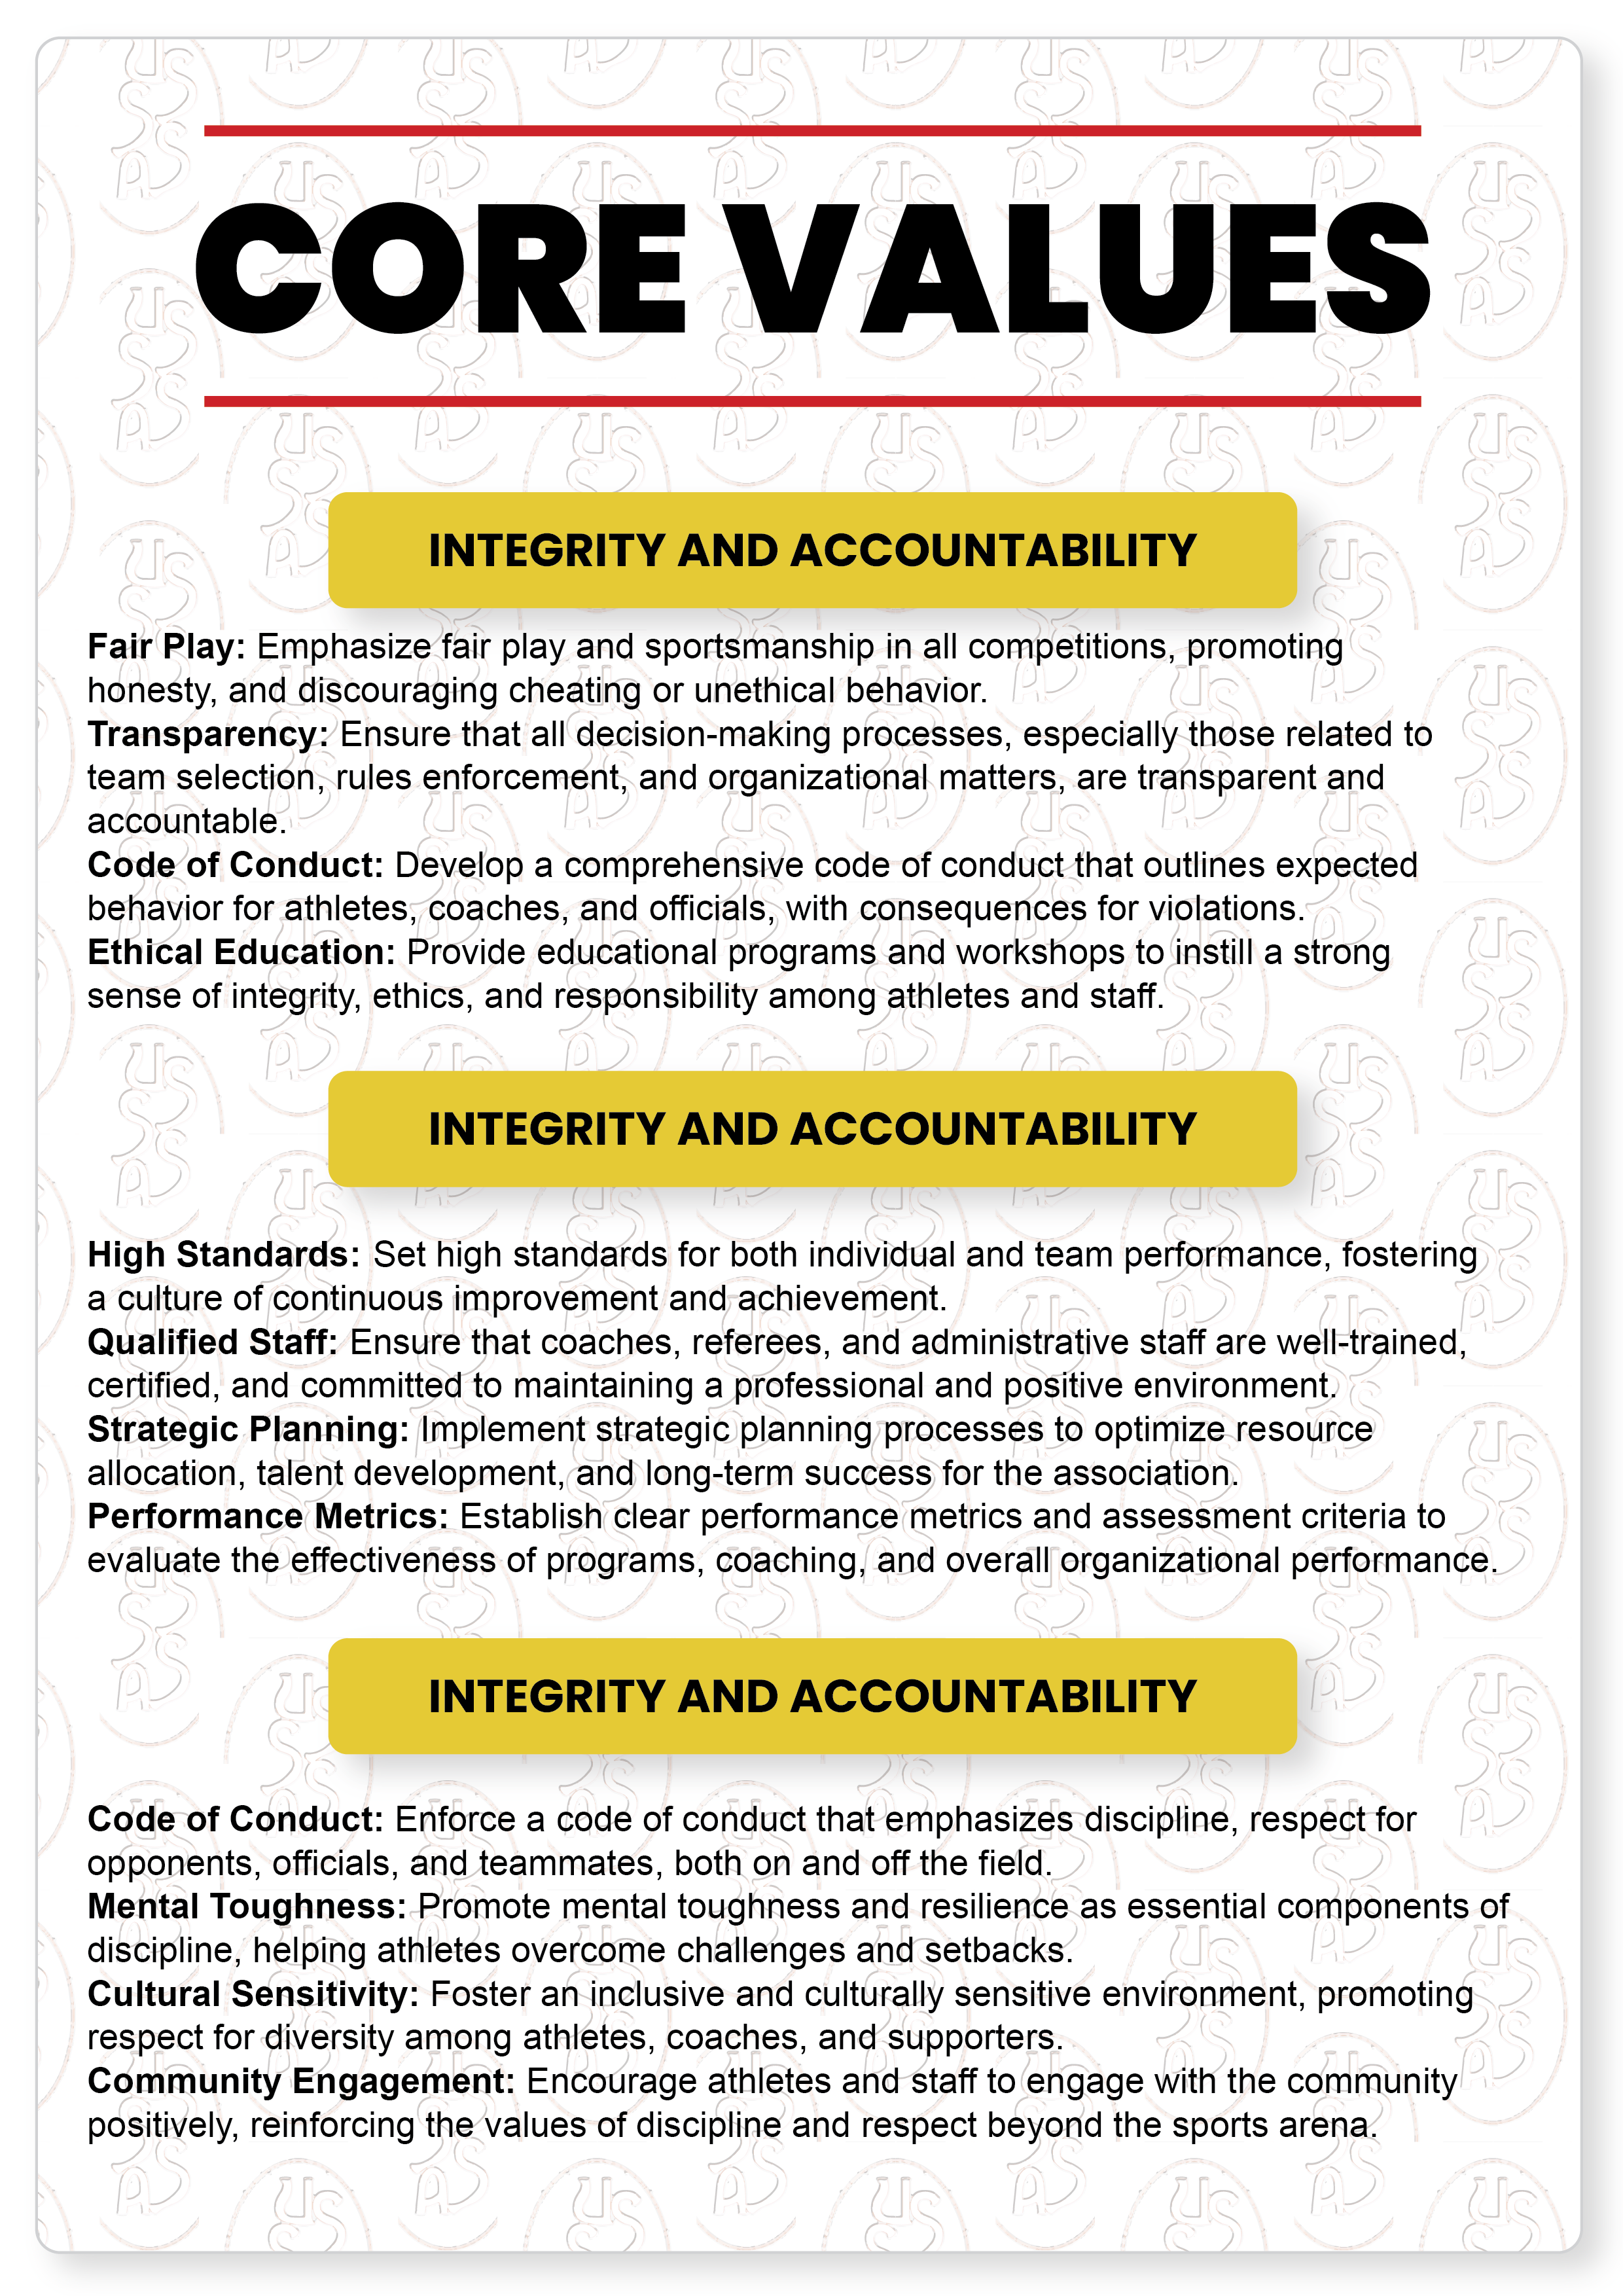 CORE VALUES
INTEGRITY AND ACCOUNTABILITY
Fair Play: Emphasize fair play and sportsmanship in all competitions, promoting
honesty, and discouraging cheating or unethical behavior.
Transparency: Ensure that all decision-making processes, especially those related to
team selection, rules enforcement, and organizational matters, are transparent and
accountable.
Code of Conduct: Develop a comprehensive code of conduct that outlines expected
behavior for athletes, coaches, and officials, with consequences for violations.
Ethical Education: Provide educational programs and workshops to instill a strong
sense of integrity, ethics, and responsibility among athletes and staff.
INTEGRITY AND ACCOUNTABILITY
High Standards: Set high standards for both individual and team performance, fostering
a culture of continuous improvement and achievement.
Qualified Staff: Ensure that coaches, referees, and administrative staff are well-trained,
certified, and committed to maintaining a professional and positive environment.
Strategic Planning: Implement strategic planning processes to optimize resource
allocation, talent development, and long-term success for the association.
Performance Metrics: Establish clear performance metrics and assessment criteria to
evaluate the effectiveness of programs, coaching, and overall organizational performance.
INTEGRITY AND ACCOUNTABILITY
Code of Conduct: Enforce a code of conduct that emphasizes discipline, respect for
opponents, officials, and teammates, both on and off the field.
Mental Toughness: Promote mental toughness and resilience as essential components of
discipline, helping athletes overcome challenges and setbacks.
Cultural Sensitivity: Foster an inclusive and culturally sensitive environment, promoting
respect for diversity among athletes, coaches, and supporters.
Community Engagement: Encourage athletes and staff to engage with the community
positively, reinforcing the values of discipline and respect beyond the sports arena.